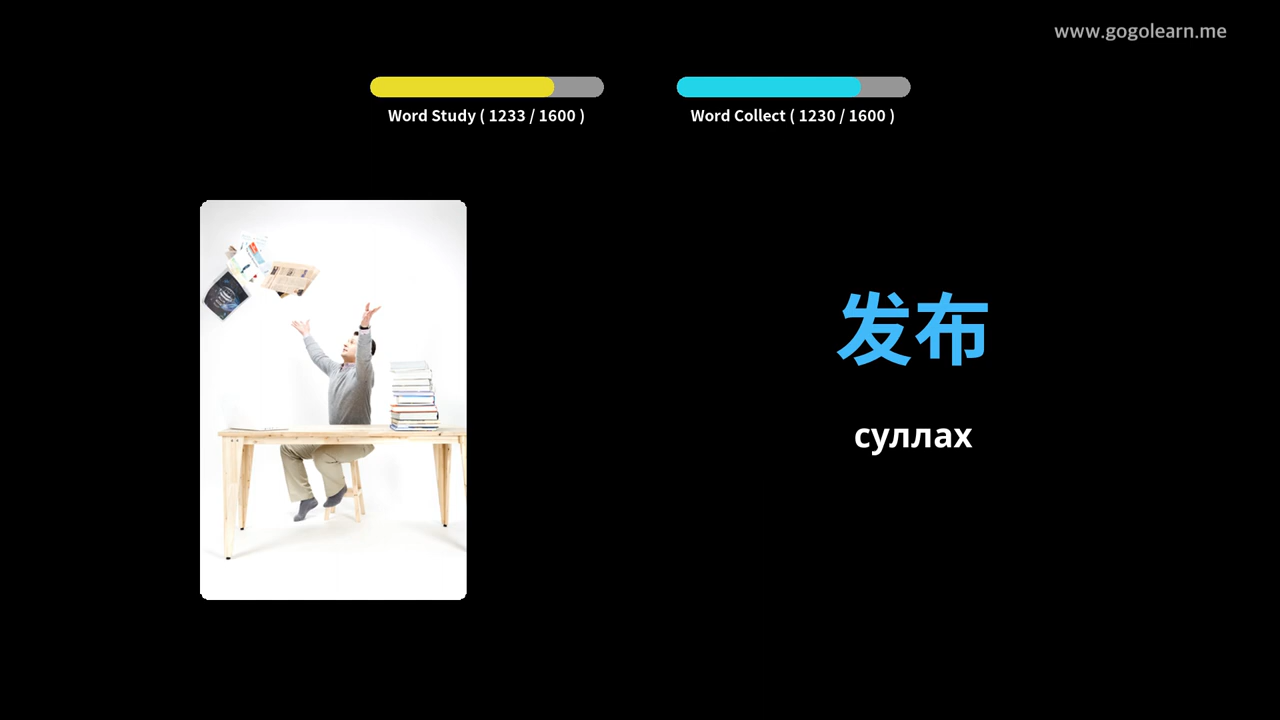 www.gogolearn.me
Word Study ( 1233 / 1600 )
Word Collect ( 1230 / 1600 )
发布
суллах